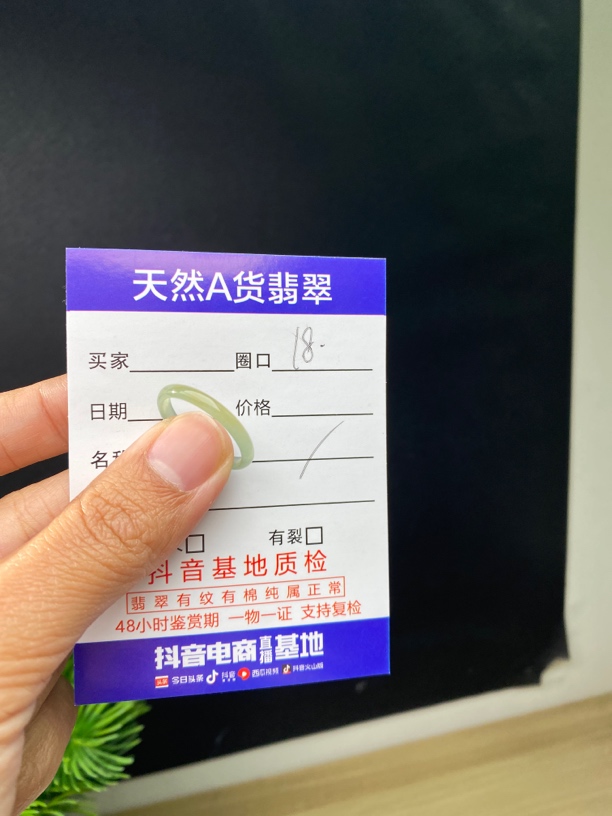 天然A货翡翠
买家 圈口 18.
日期 价格
名
有裂
抖音基地质检
翡翠有纹有棉纯属正常
48小时鉴赏期 一物一证 支持复检
抖音电商直播基地
头条 今日头条 抖音 西瓜视频 抖音火山版